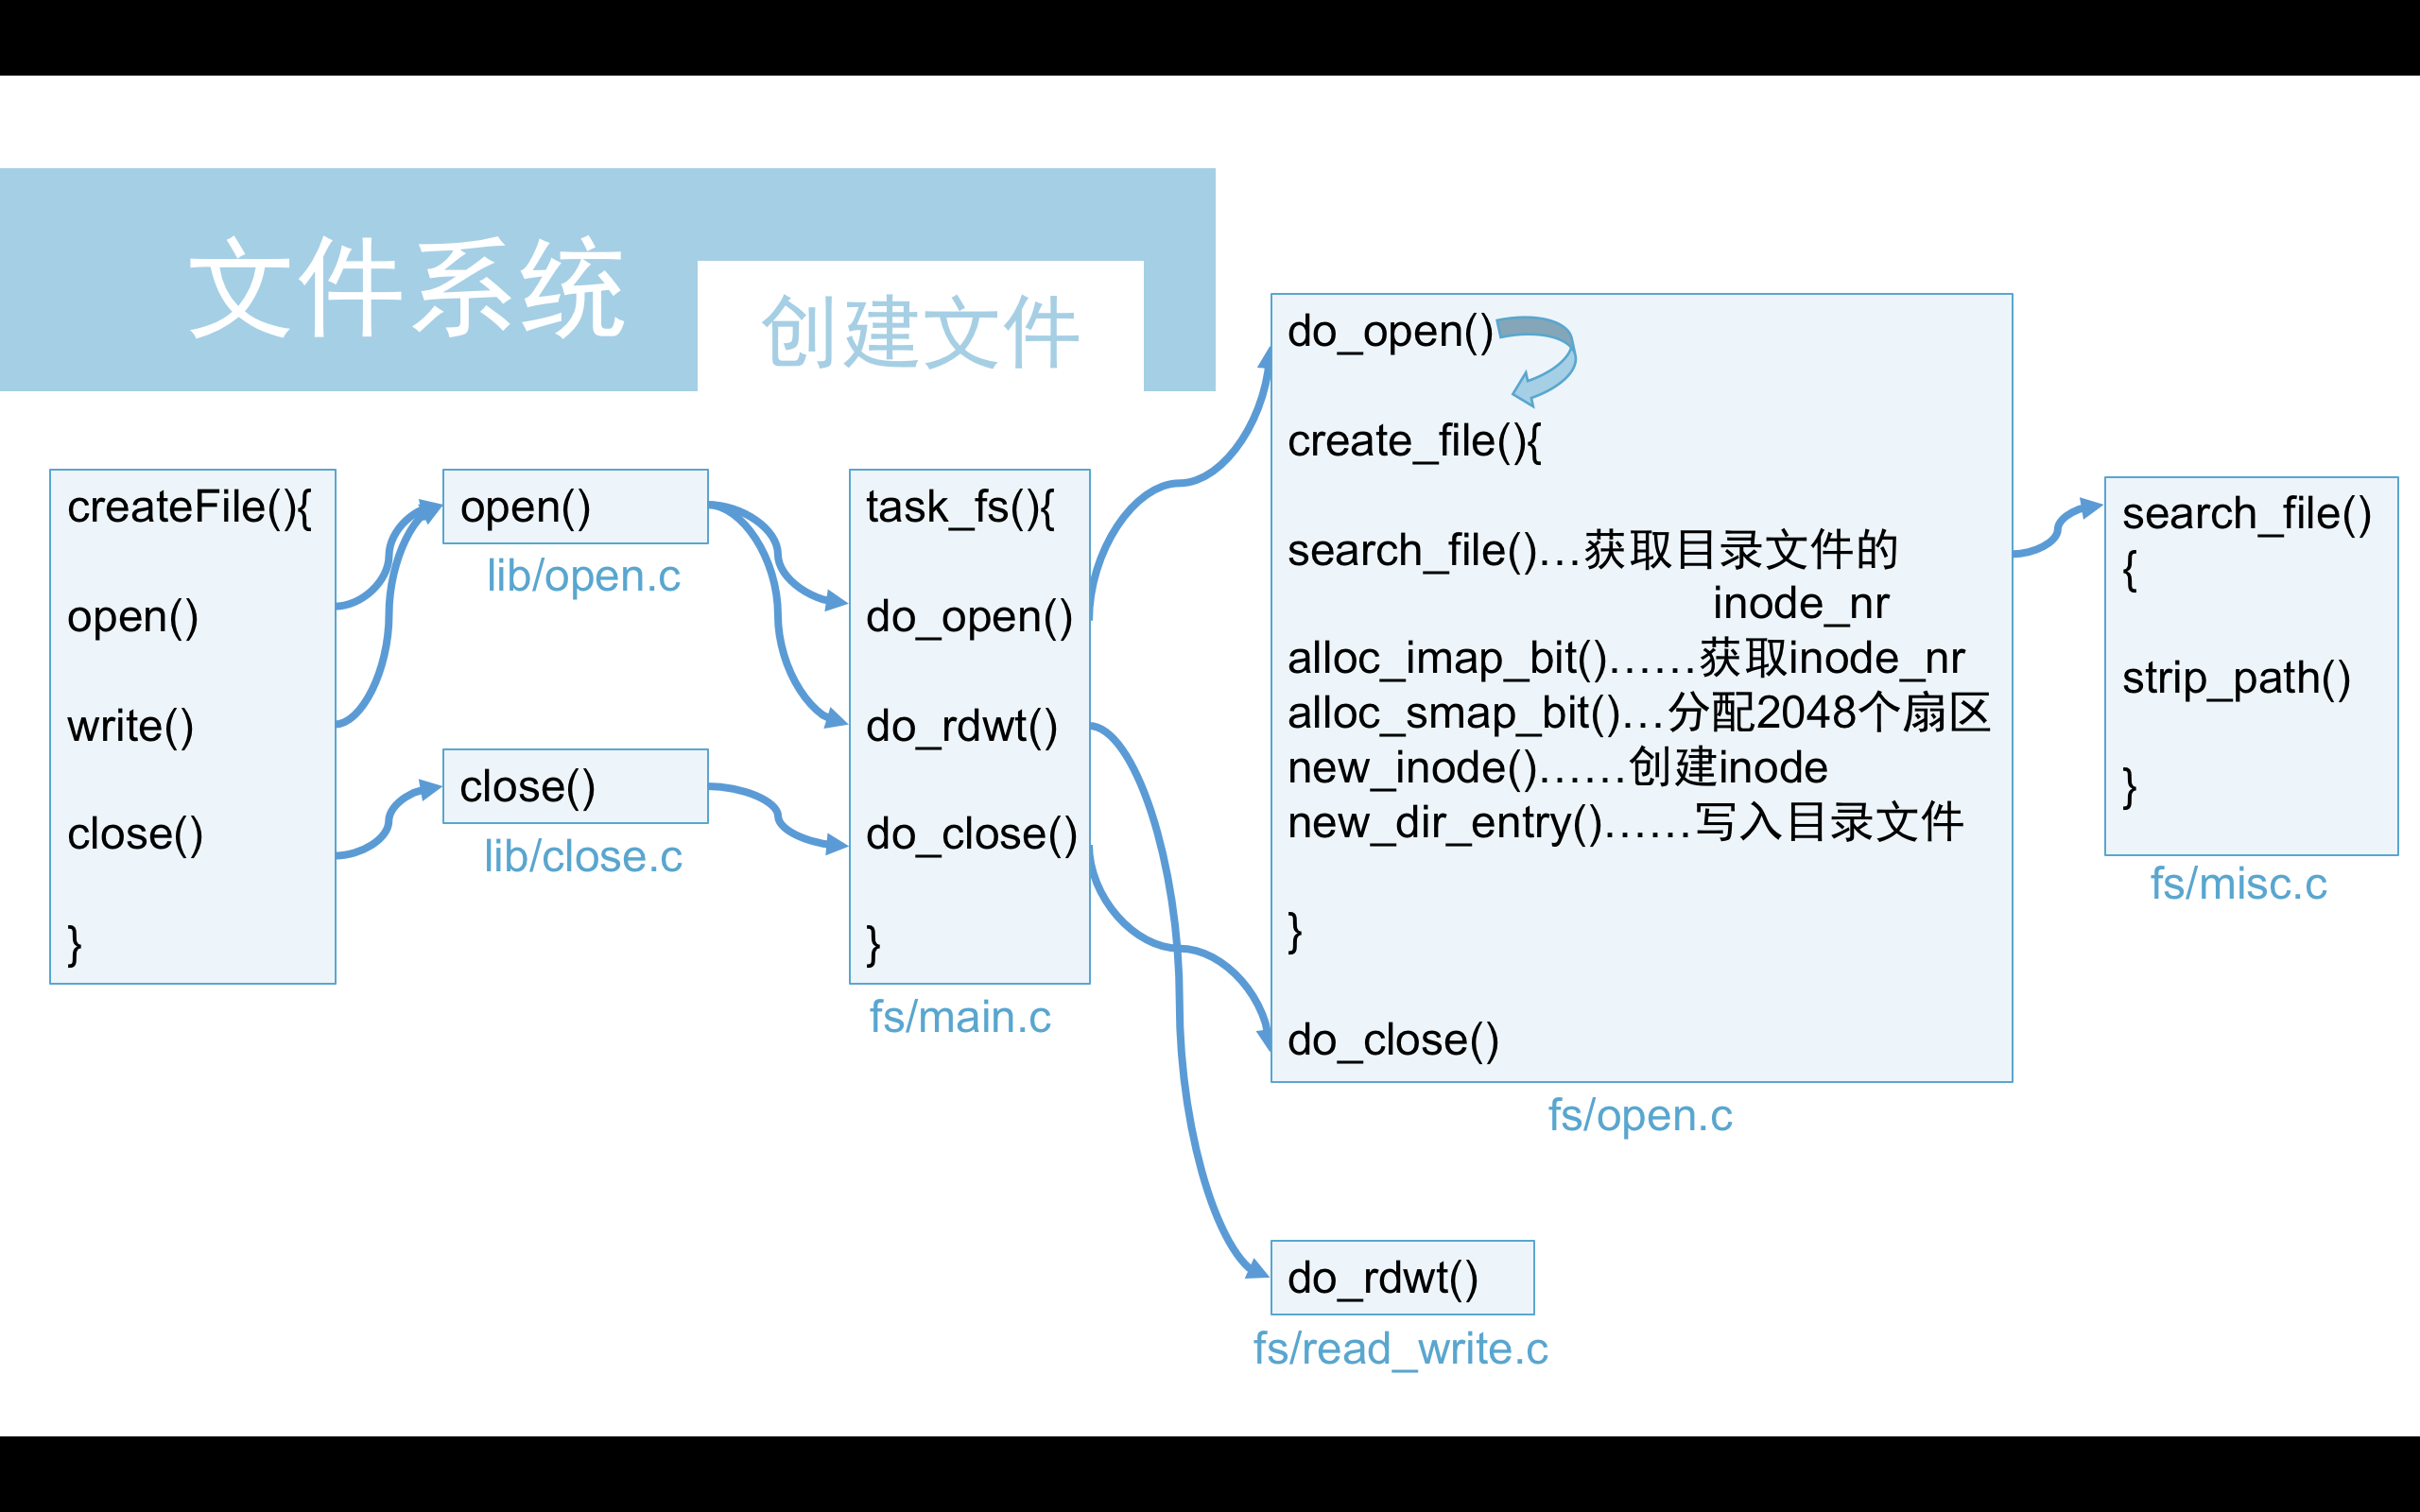 文件系统
创建文件
createFile(){
open()
write()
close()
}
open()
lib/open.c
close()
lib/close.c
task_fs(){
do_open()
do_rdwt()
do_close()
}
fs/main.c
do_open()
create_file(){
search_file()…获取目录文件的
inode_nr
alloc_imap_bit()……获取inode_nr
alloc_smap_bit()…分配2048个扇区
new_inode()……创建inode
new_dir_entry()……写入目录文件
}
do_close()
fs/open.c
do_rdwt()
fs/read_write.c
search_file()
{
strip_path()
}
fs/misc.c